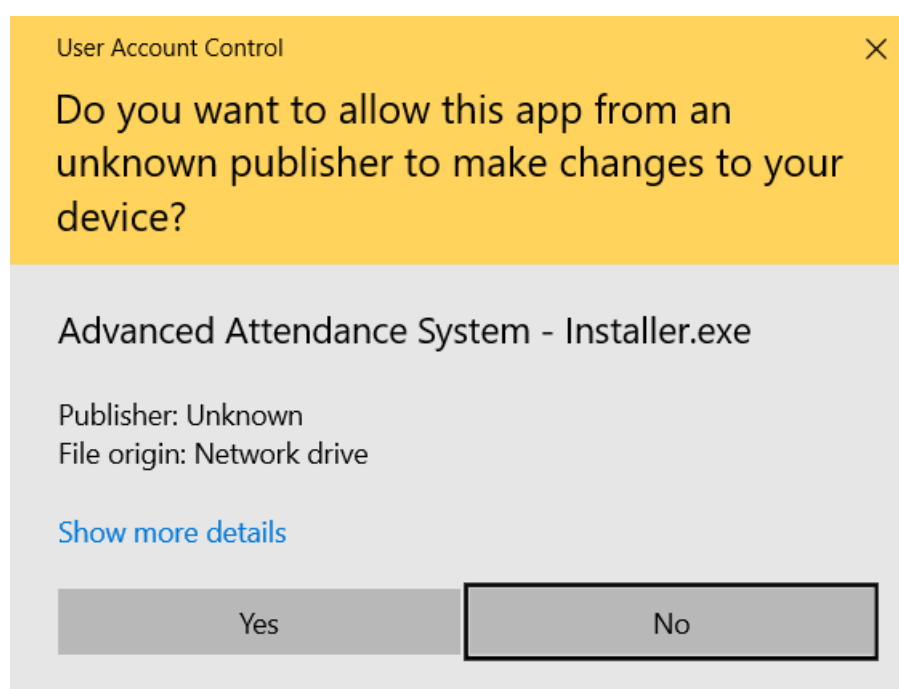 User Account Control
Do you want to allow this app from an
unknown publisher to make changes to your
device?
Advanced Attendance System - Installer.exe
Publisher: Unknown
File origin: Network drive
Show more details
Yes
No